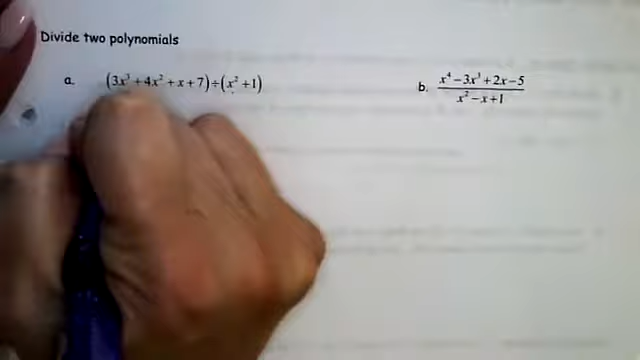 Divide two polynomials
a. (3x³ + 4x² + x + 7) ÷ (x² + 1)
b. x⁴ − 3x³ + 2x − 5
x² − x + 1